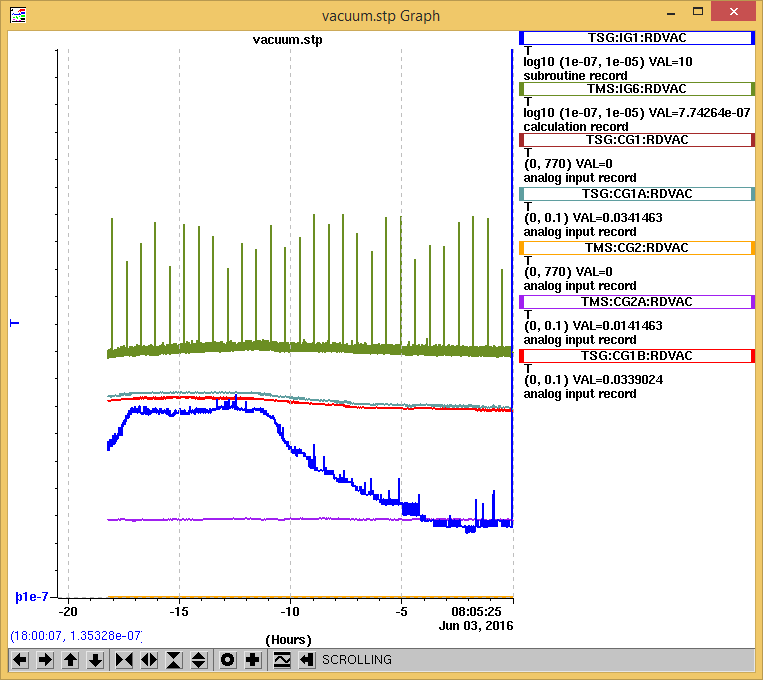 vacuum.stp Graph
vacuum.stp
TSG:IG1:RDVAC
T
log10 (1e-07, 1e-05) VAL=10
subroutine record
TMS:IG6:RDVAC
T
log10 (1e-07, 1e-05) VAL=7.74264e-07
calculation record
TSG:CG1:RDVAC
T
(0, 770) VAL=0
analog input record
TSG:CG1A:RDVAC
T
(0, 0.1) VAL=0.0341463
analog input record
TMS:CG2:RDVAC
T
(0, 770) VAL=0
analog input record
TMS:CG2A:RDVAC
T
(0, 0.1) VAL=0.0141463
analog input record
TSG:CG1B:RDVAC
T
(0, 0.1) VAL=0.0339024
analog input record
T
p1e-7
-20 -15 -10 -5 08:05:25
Jun 03, 2016
(18:00:07, 1.35328e-07)
(Hours)
SCROLLING